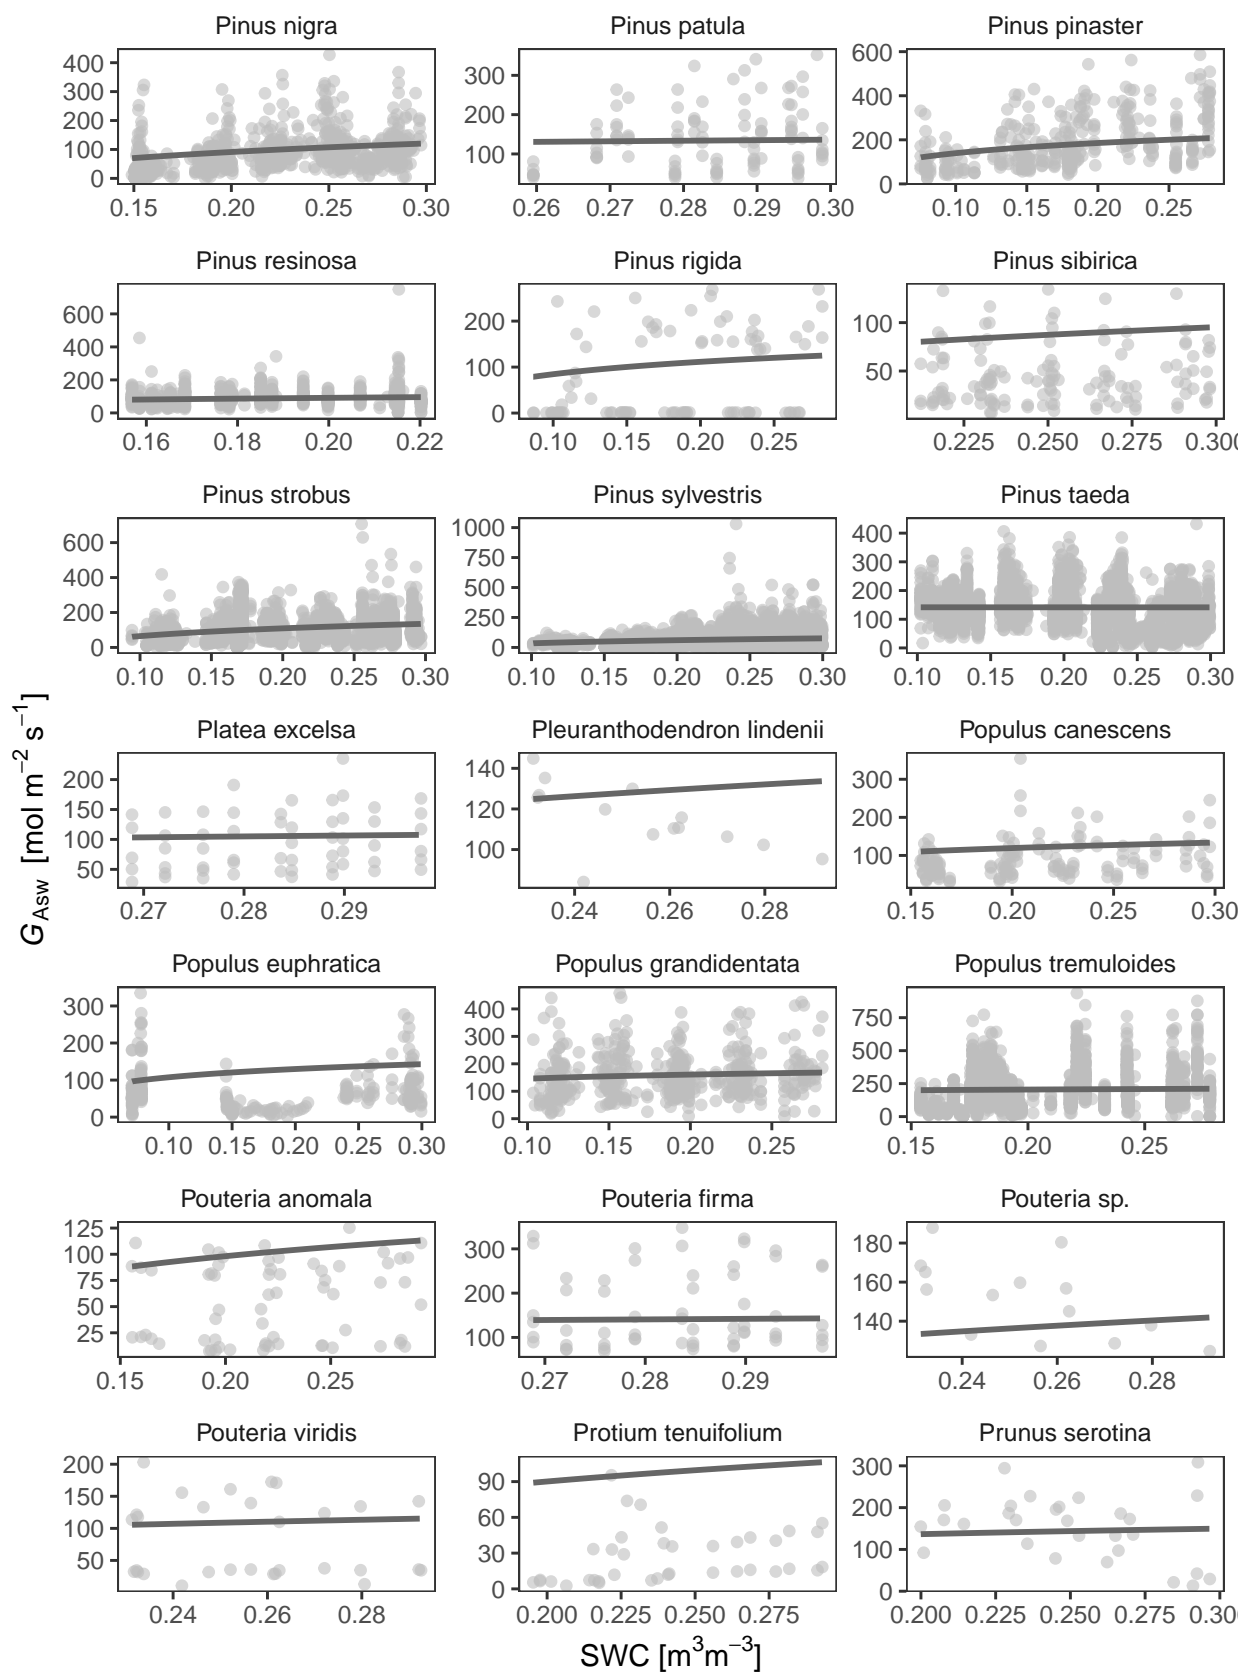 Pinus nigra
Pinus patula
Pinus pinaster
400
300
200
100
0
0.15 0.20 0.25 0.30
300
200
100
0.26 0.27 0.28 0.29 0.30
600
400
200
0
0.10 0.15 0.20 0.25
Pinus resinosa
Pinus rigida
Pinus sibirica
600
400
200
0
0.16 0.18 0.20 0.22
200
100
0
0.10 0.15 0.20 0.25
100
50
0.225 0.250 0.275 0.300
Pinus strobus
Pinus sylvestris
Pinus taeda
600
400
200
0
0.10 0.15 0.20 0.25 0.30
1000
750
500
250
0
0.10 0.15 0.20 0.25 0.30
400
300
200
100
0
0.10 0.15 0.20 0.25 0.30
G_Asw [mol m⁻² s⁻¹]
Platea excelsa
Pleuranthodendron lindenii
Populus canescens
200
150
100
50
0.27 0.28 0.29
140
120
100
0.24 0.26 0.28
300
200
100
0.15 0.20 0.25 0.30
Populus euphratica
Populus grandidentata
Populus tremuloides
300
200
100
0
0.10 0.15 0.20 0.25 0.30
400
300
200
100
0
0.10 0.15 0.20 0.25
750
500
250
0
0.15 0.20 0.25
Pouteria anomala
Pouteria firma
Pouteria sp.
125
100
75
50
25
0.15 0.20 0.25
300
200
100
0.27 0.28 0.29
180
160
140
0.24 0.26 0.28
Pouteria viridis
Protium tenuifolium
Prunus serotina
200
150
100
50
0.24 0.26 0.28
90
60
30
0
0.200 0.225 0.250 0.275
300
200
100
0
0.200 0.225 0.250 0.275 0.300
SWC [m³m⁻³]